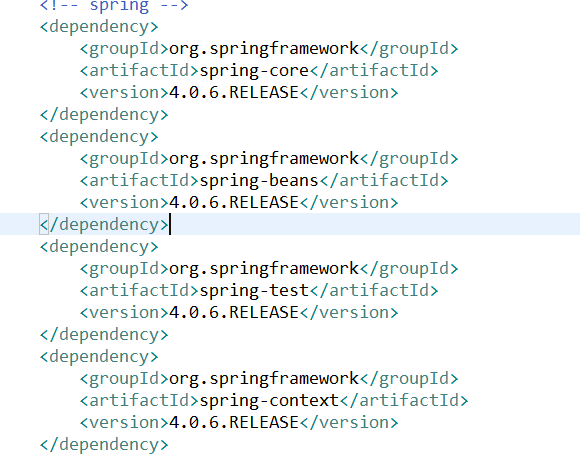 <!-- spring -->
<dependency>
<groupId>org.springframework</groupId>
<artifactId>spring-core</artifactId>
<version>4.0.6.RELEASE</version>
</dependency>
<dependency>
<groupId>org.springframework</groupId>
<artifactId>spring-beans</artifactId>
<version>4.0.6.RELEASE</version>
</dependency>
<dependency>
<groupId>org.springframework</groupId>
<artifactId>spring-test</artifactId>
<version>4.0.6.RELEASE</version>
</dependency>
<dependency>
<groupId>org.springframework</groupId>
<artifactId>spring-context</artifactId>
<version>4.0.6.RELEASE</version>
</dependency>